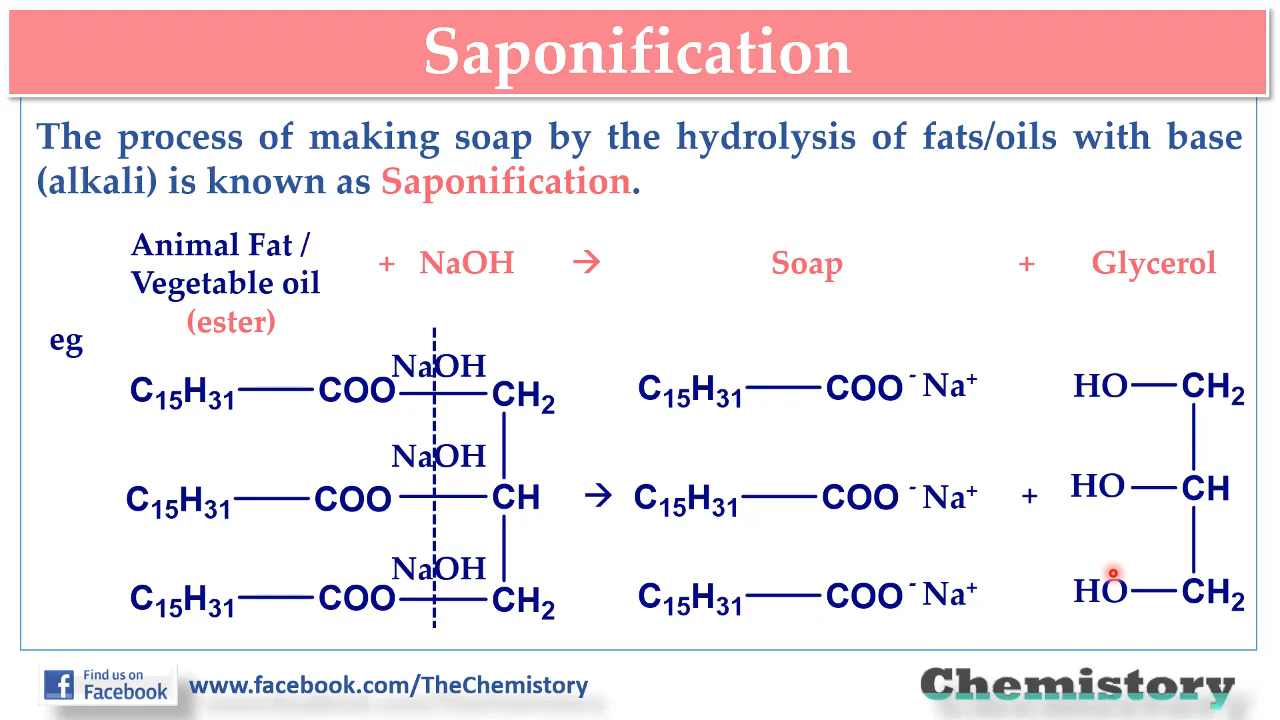 Saponification
The process of making soap by the hydrolysis of fats/oils with base
(alkali) is known as Saponification.
Animal Fat /
Vegetable oil + NaOH → Soap + Glycerol
(ester)
eg
NaOH
C₁₅H₃₁ COO CH₂ C₁₅H₃₁ COO⁻ Na⁺ HO CH₂
NaOH
C₁₅H₃₁ COO CH → C₁₅H₃₁ COO⁻ Na⁺ + HO CH
NaOH
C₁₅H₃₁ COO CH₂ C₁₅H₃₁ COO⁻ Na⁺ HO CH₂
Find us on
Facebook
www.facebook.com/TheChemistory
Chemistory